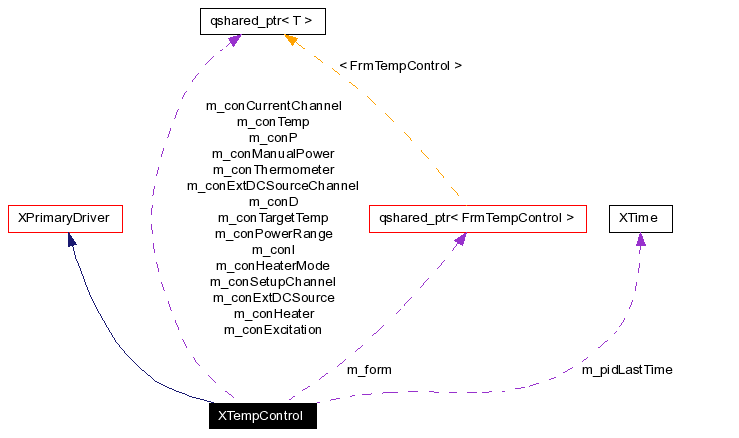 qshared_ptr< T >
< FrmTempControl >
m_conCurrentChannel
m_conTemp
m_conP
m_conManualPower
m_conThermometer
m_conExtDCSourceChannel
m_conD
m_conTargetTemp
m_conPowerRange
m_conI
m_conHeaterMode
m_conSetupChannel
m_conExtDCSource
m_conHeater
m_conExcitation
XPrimaryDriver
qshared_ptr< FrmTempControl >
XTime
m_form
m_pidLastTime
XTempControl